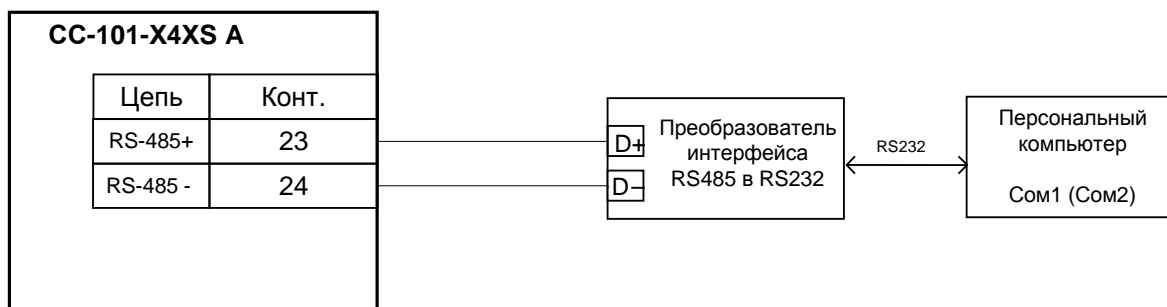 CC-101-X4XS A
Цепь Конт.
RS-485+ 23
RS-485 - 24
D+
D–
Преобразователь
интерфейса
RS485 в RS232
RS232
Персональный
компьютер
Сом1 (Сом2)